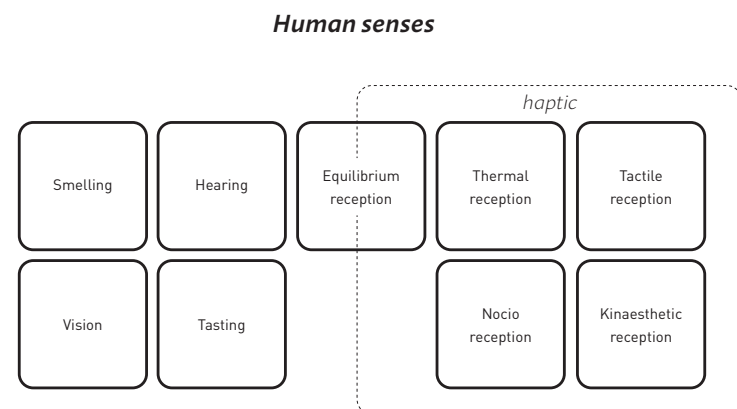 Human senses
haptic
Smelling
Hearing
Equilibrium
reception
Thermal
reception
Tactile
reception
Vision
Tasting
Nocio
reception
Kinaesthetic
reception